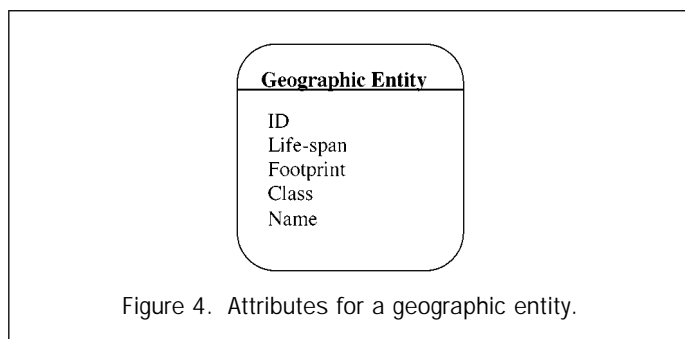 Geographic Entity
ID
Life-span
Footprint
Class
Name
Figure 4. Attributes for a geographic entity.